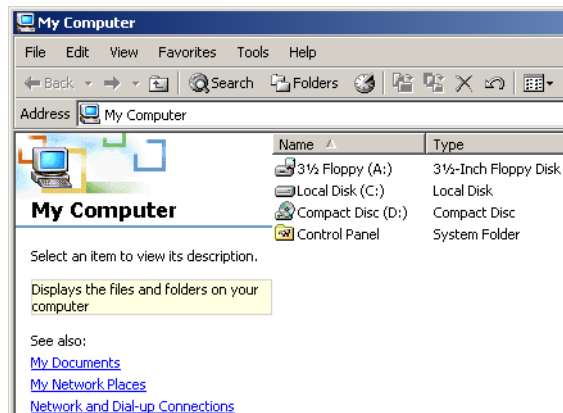 My Computer
File Edit View Favorites Tools Help
Back Search Folders
Address My Computer
Name Type
3½ Floppy (A:) 3½-Inch Floppy Disk
Local Disk (C:) Local Disk
Compact Disc (D:) Compact Disc
Control Panel System Folder
My Computer
Select an item to view its description.
Displays the files and folders on your
computer
See also:
My Documents
My Network Places
Network and Dial-up Connections